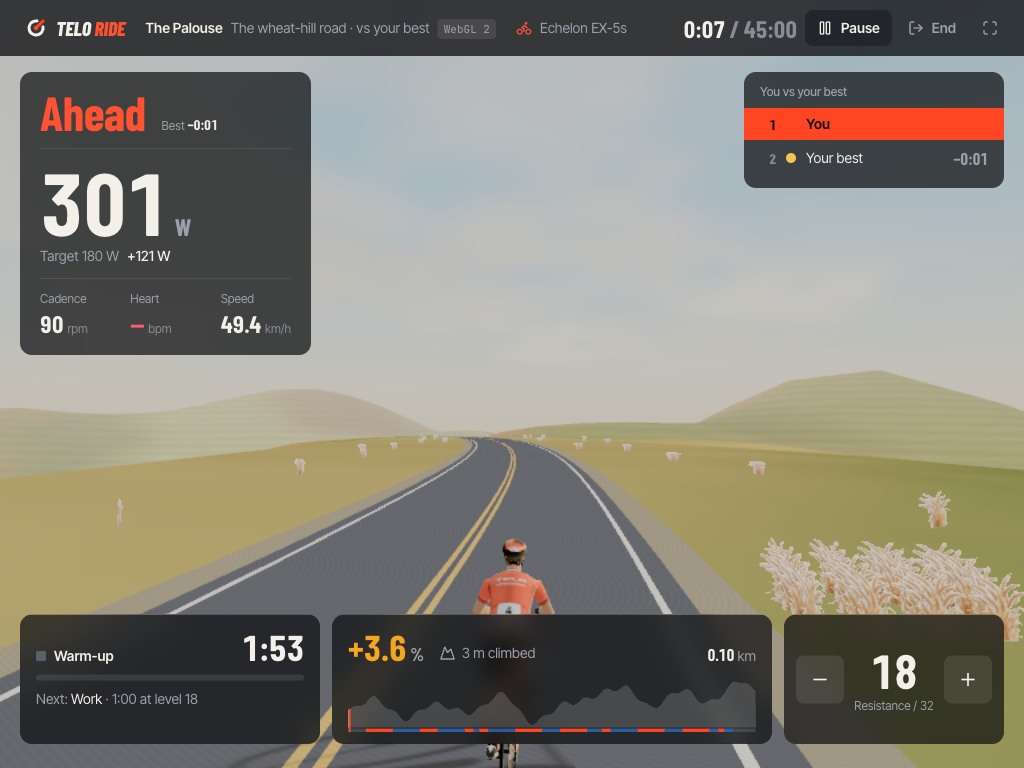 TELO RIDE The Palouse The wheat-hill road · vs your best WebGL 2 Echelon EX-5s 0:07 / 45:00 Pause End
Ahead Best −0:01
301 W
Target 180 W +121 W
Cadence Heart Speed
90 rpm – bpm 49.4 km/h
You vs your best
1 You
2 Your best −0:01
TELO
4
Warm-up 1:53
Next: Work · 1:00 at level 18
+3.6 % 3 m climbed 0.10 km
− 18 +
Resistance / 32